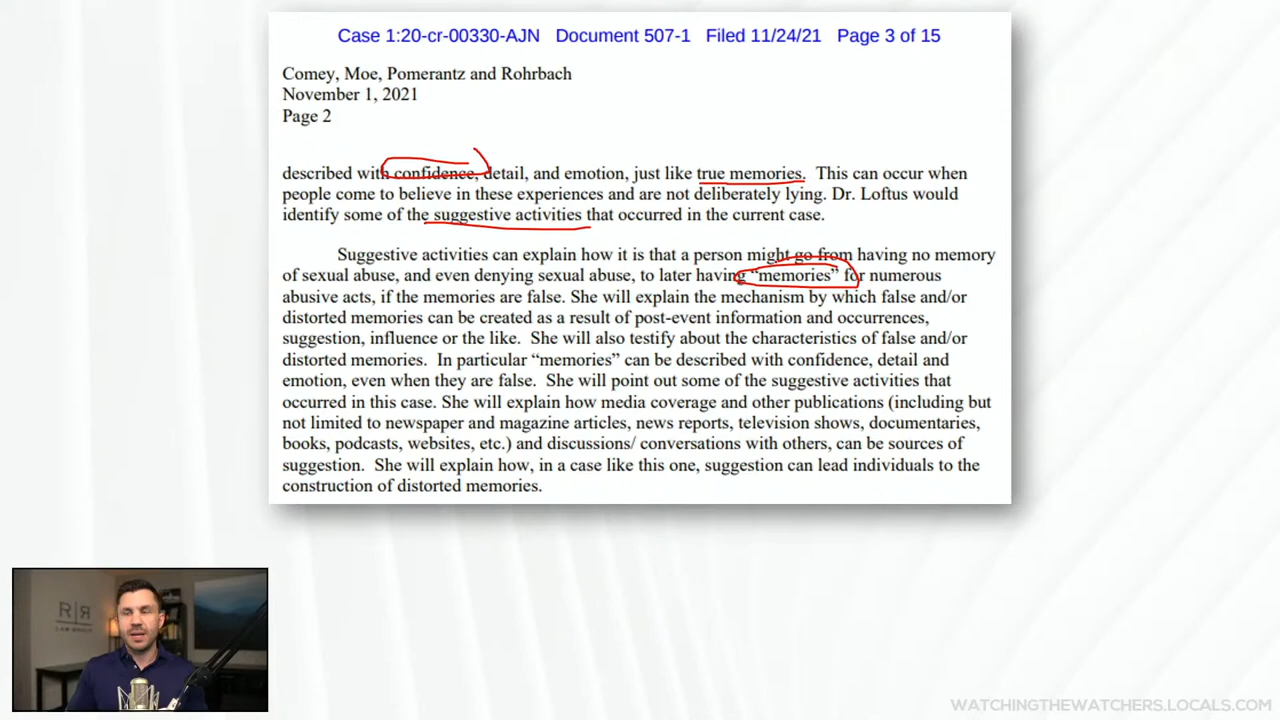 Case 1:20-cr-00330-AJN Document 507-1 Filed 11/24/21 Page 3 of 15
Comey, Moe, Pomerantz and Rohrbach
November 1, 2021
Page 2
described with confidence, detail, and emotion, just like true memories. This can occur when
people come to believe in these experiences and are not deliberately lying. Dr. Loftus would
identify some of the suggestive activities that occurred in the current case.
Suggestive activities can explain how it is that a person might go from having no memory
of sexual abuse, and even denying sexual abuse, to later having “memories” for numerous
abusive acts, if the memories are false. She will explain the mechanism by which false and/or
distorted memories can be created as a result of post-event information and occurrences,
suggestion, influence or the like. She will also testify about the characteristics of false and/or
distorted memories. In particular “memories” can be described with confidence, detail and
emotion, even when they are false. She will point out some of the suggestive activities that
occurred in this case. She will explain how media coverage and other publications (including but
not limited to newspaper and magazine articles, news reports, television shows, documentaries,
books, podcasts, websites, etc.) and discussions/ conversations with others, can be sources of
suggestion. She will explain how, in a case like this one, suggestion can lead individuals to the
construction of distorted memories.
R|R
LAW GROUP
WATCHINGTHEWATCHERS.LOCALS.COM